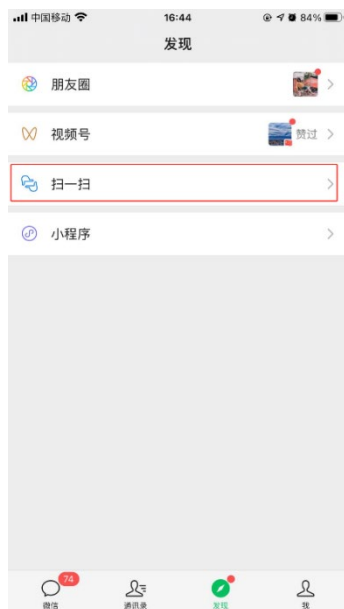 中国移动
16:44
84%
发现
朋友圈
视频号
赞过
扫一扫
小程序
74
微信
通讯录
发现
我